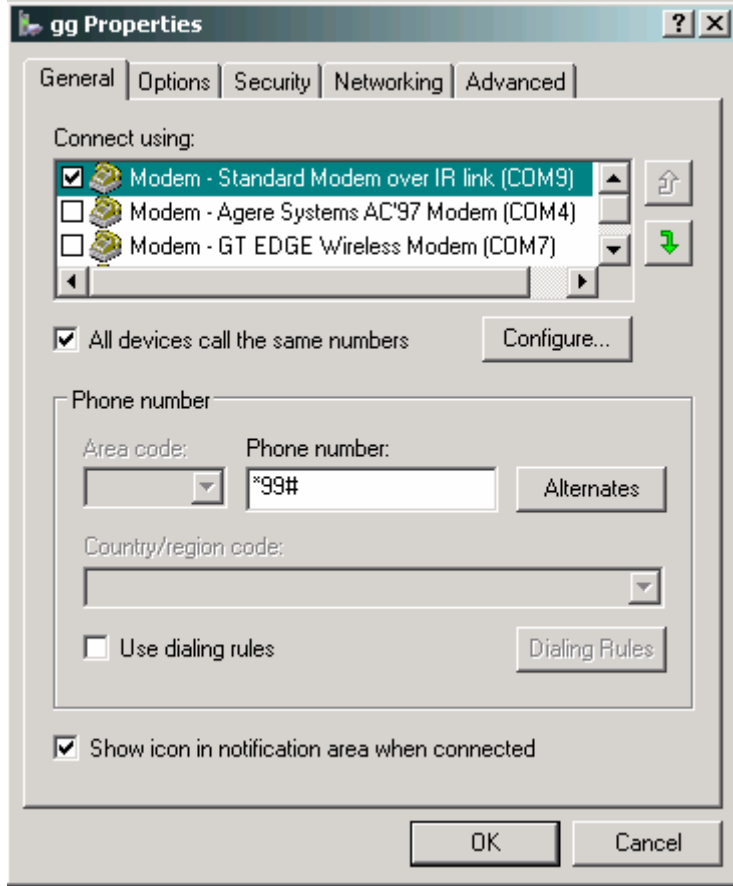 gg Properties
General Options Security Networking Advanced
Connect using:
Modem - Standard Modem over IR link (COM9)
Modem - Agere Systems AC'97 Modem (COM4)
Modem - GT EDGE Wireless Modem (COM7)
All devices call the same numbers Configure...
Phone number
Area code: Phone number:
*99# Alternates
Country/region code:
Use dialing rules Dialing Rules
Show icon in notification area when connected
OK Cancel